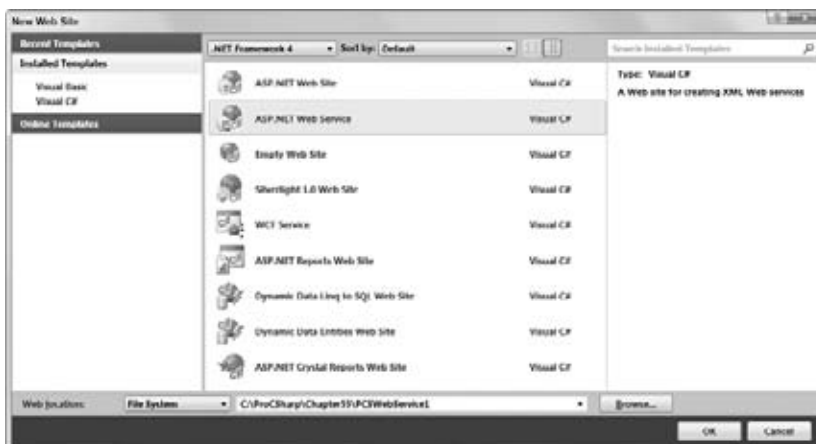 New Web Site
Recent Templates
.NET Framework 4
Sort by: Default
Search Installed Templates
Installed Templates
Visual Basic
Visual C#
Online Templates
ASP.NET Web Site Visual C#
ASP.NET Web Service Visual C#
Empty Web Site Visual C#
Silverlight 1.0 Web Site Visual C#
WCF Service Visual C#
ASP.NET Reports Web Site Visual C#
Dynamic Data Linq to SQL Web Site Visual C#
Dynamic Data Entities Web Site Visual C#
ASP.NET Crystal Reports Web Site Visual C#
Type: Visual C#
A Web site for creating XML Web services
Web location:
File System
C:\ProCSharp\Chapter55\PCSWebService1
Browse...
OK
Cancel